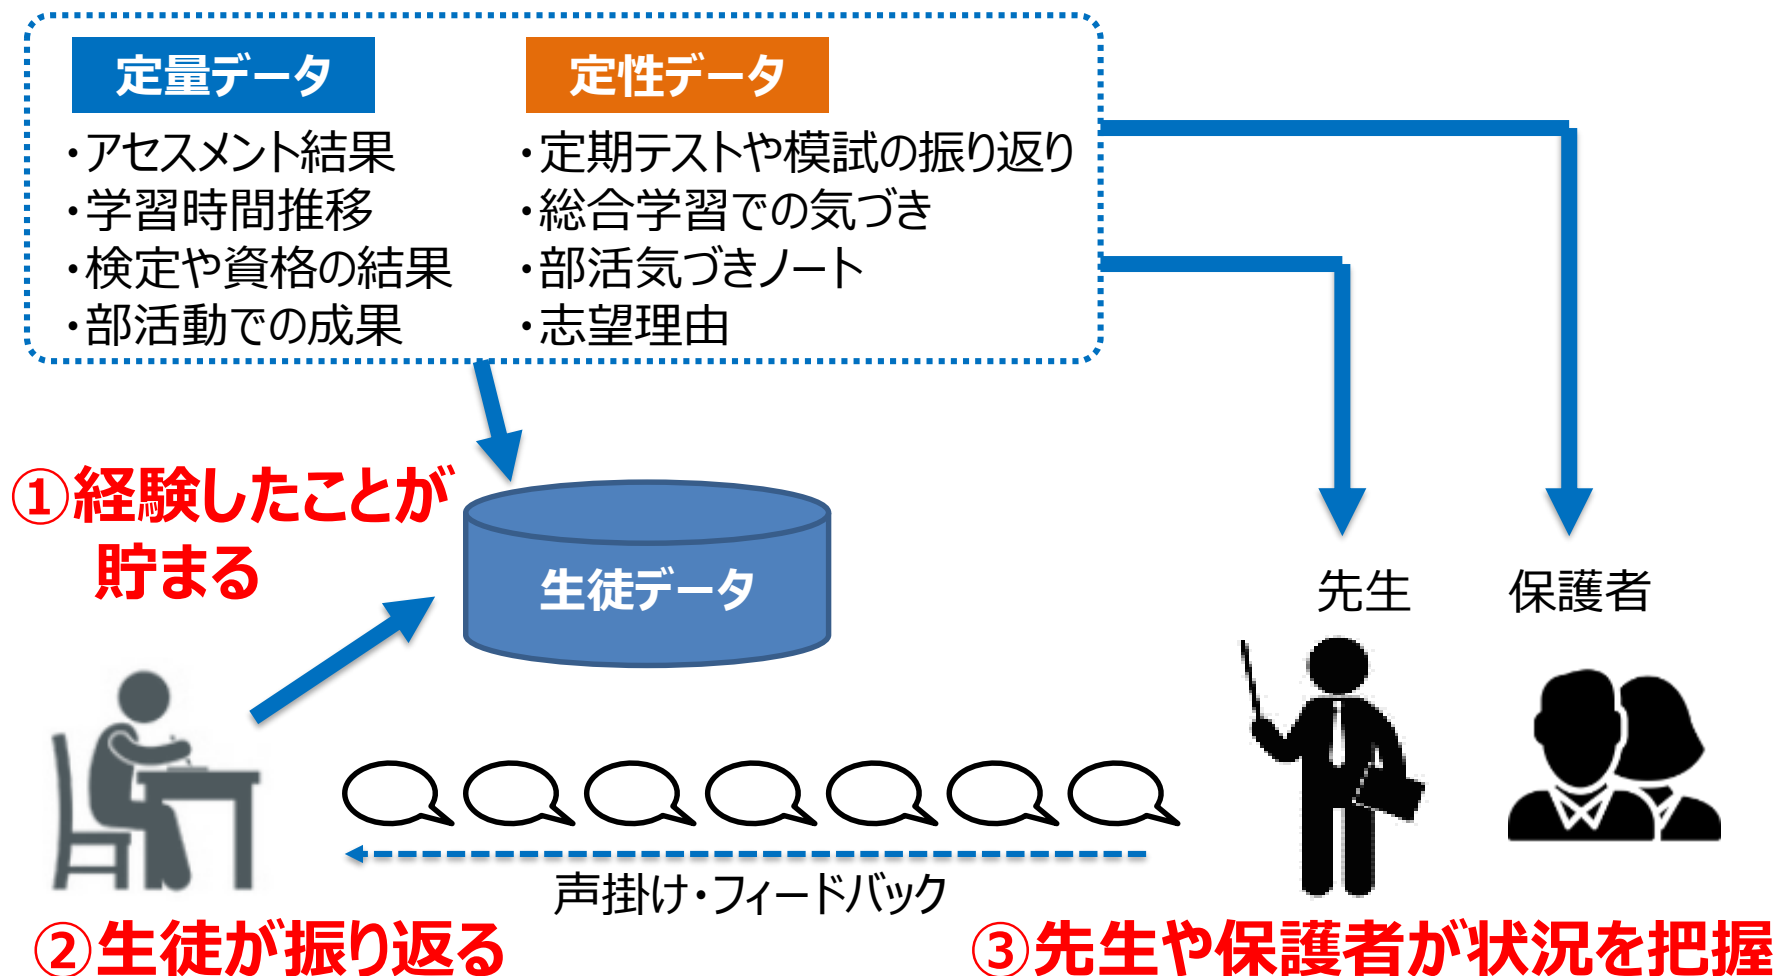 定量データ
・アセスメント結果
・学習時間推移
・検定や資格の結果
・部活動での成果
定性データ
・定期テストや模試の振り返り
・総合学習での気づき
・部活気づきノート
・志望理由
①経験したことが
貯まる
生徒データ
先生
保護者
声掛け・フィードバック
②生徒が振り返る
③先生や保護者が状況を把握